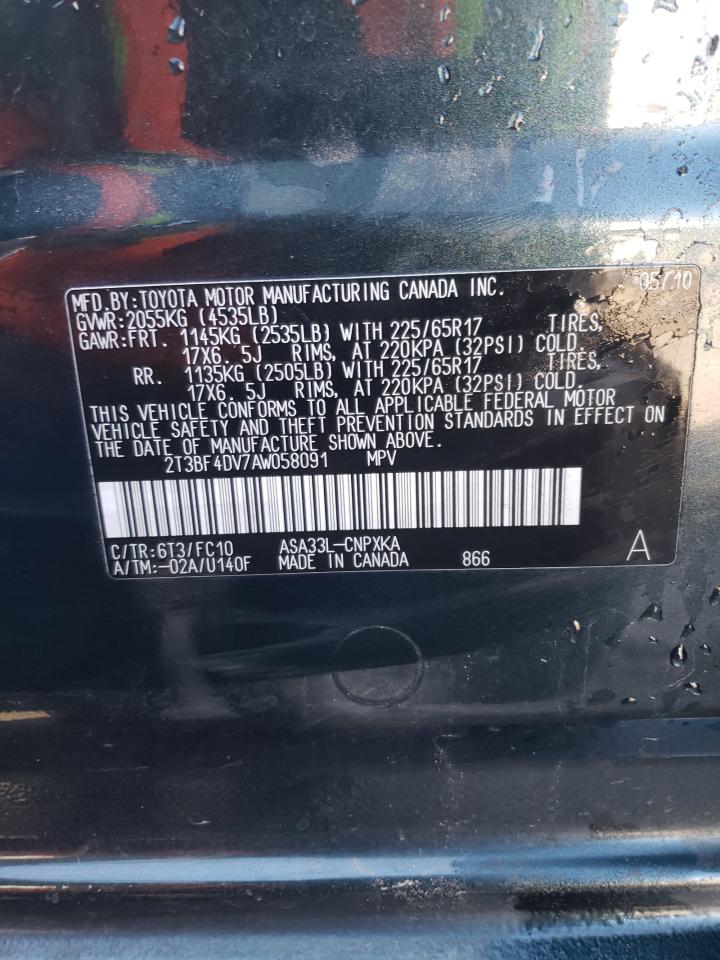 MFD.BY:TOYOTA MOTOR MANUFACTURING CANADA INC. 05/10
GVWR:2055KG (4535LB)
GAWR:FRT. 1145KG (2535LB) WITH 225/65R17 TIRES,
17X6. 5J RIMS, AT 220KPA (32PSI) COLD.
RR. 1135KG (2505LB) WITH 225/65R17 TIRES,
17X6. 5J RIMS, AT 220KPA (32PSI) COLD.
THIS VEHICLE CONFORMS TO ALL APPLICABLE FEDERAL MOTOR
VEHICLE SAFETY AND THEFT PREVENTION STANDARDS IN EFFECT ON
THE DATE OF MANUFACTURE SHOWN ABOVE.
2T3BF4DV7AW058091 MPV
C/TR:6T3/FC10 ASA33L-CNPXKA
A/TM:-02A/U140F MADE IN CANADA 866 A